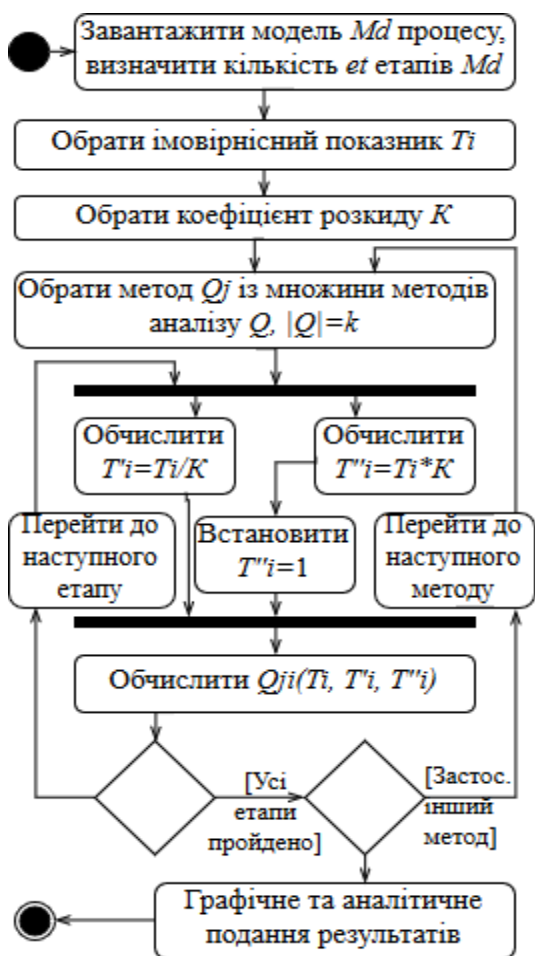 Завантажити модель Md процесу,
визначити кількість et етапів Md
Обрати імовірнісний показник Ti
Обрати коефіцієнт розкиду K
Обрати метод Qj із множини методів
аналізу Q, |Q|=k
Обчислити
T'i=Ti/K
Обчислити
T''i=Ti*K
Перейти до
наступного
етапу
Встановити
T''i=1
Перейти до
наступного
методу
Обчислити Qji(Ti, T'i, T''i)
[Усі
етапи
пройдено]
[Застос.
інший
метод]
Графічне та аналітичне
подання результатів